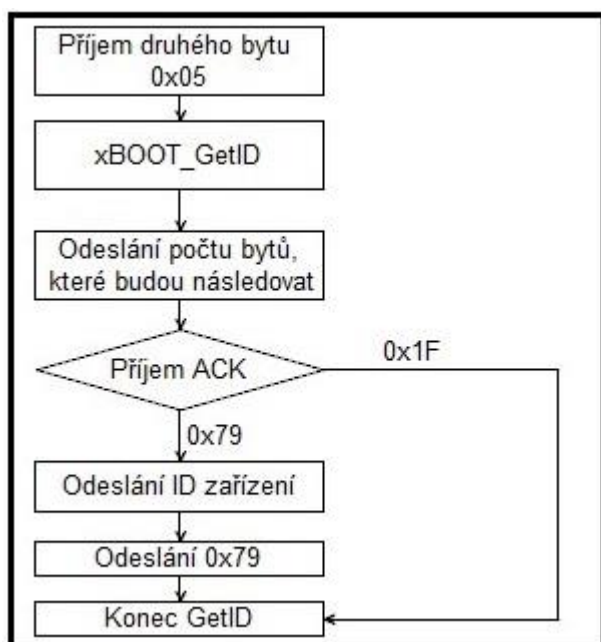 Příjem druhého bytu
0x05
xBOOT_GetID
Odeslání počtu bytů,
které budou následovat
Příjem ACK
0x1F
0x79
Odeslání ID zařízení
Odeslání 0x79
Konec GetID